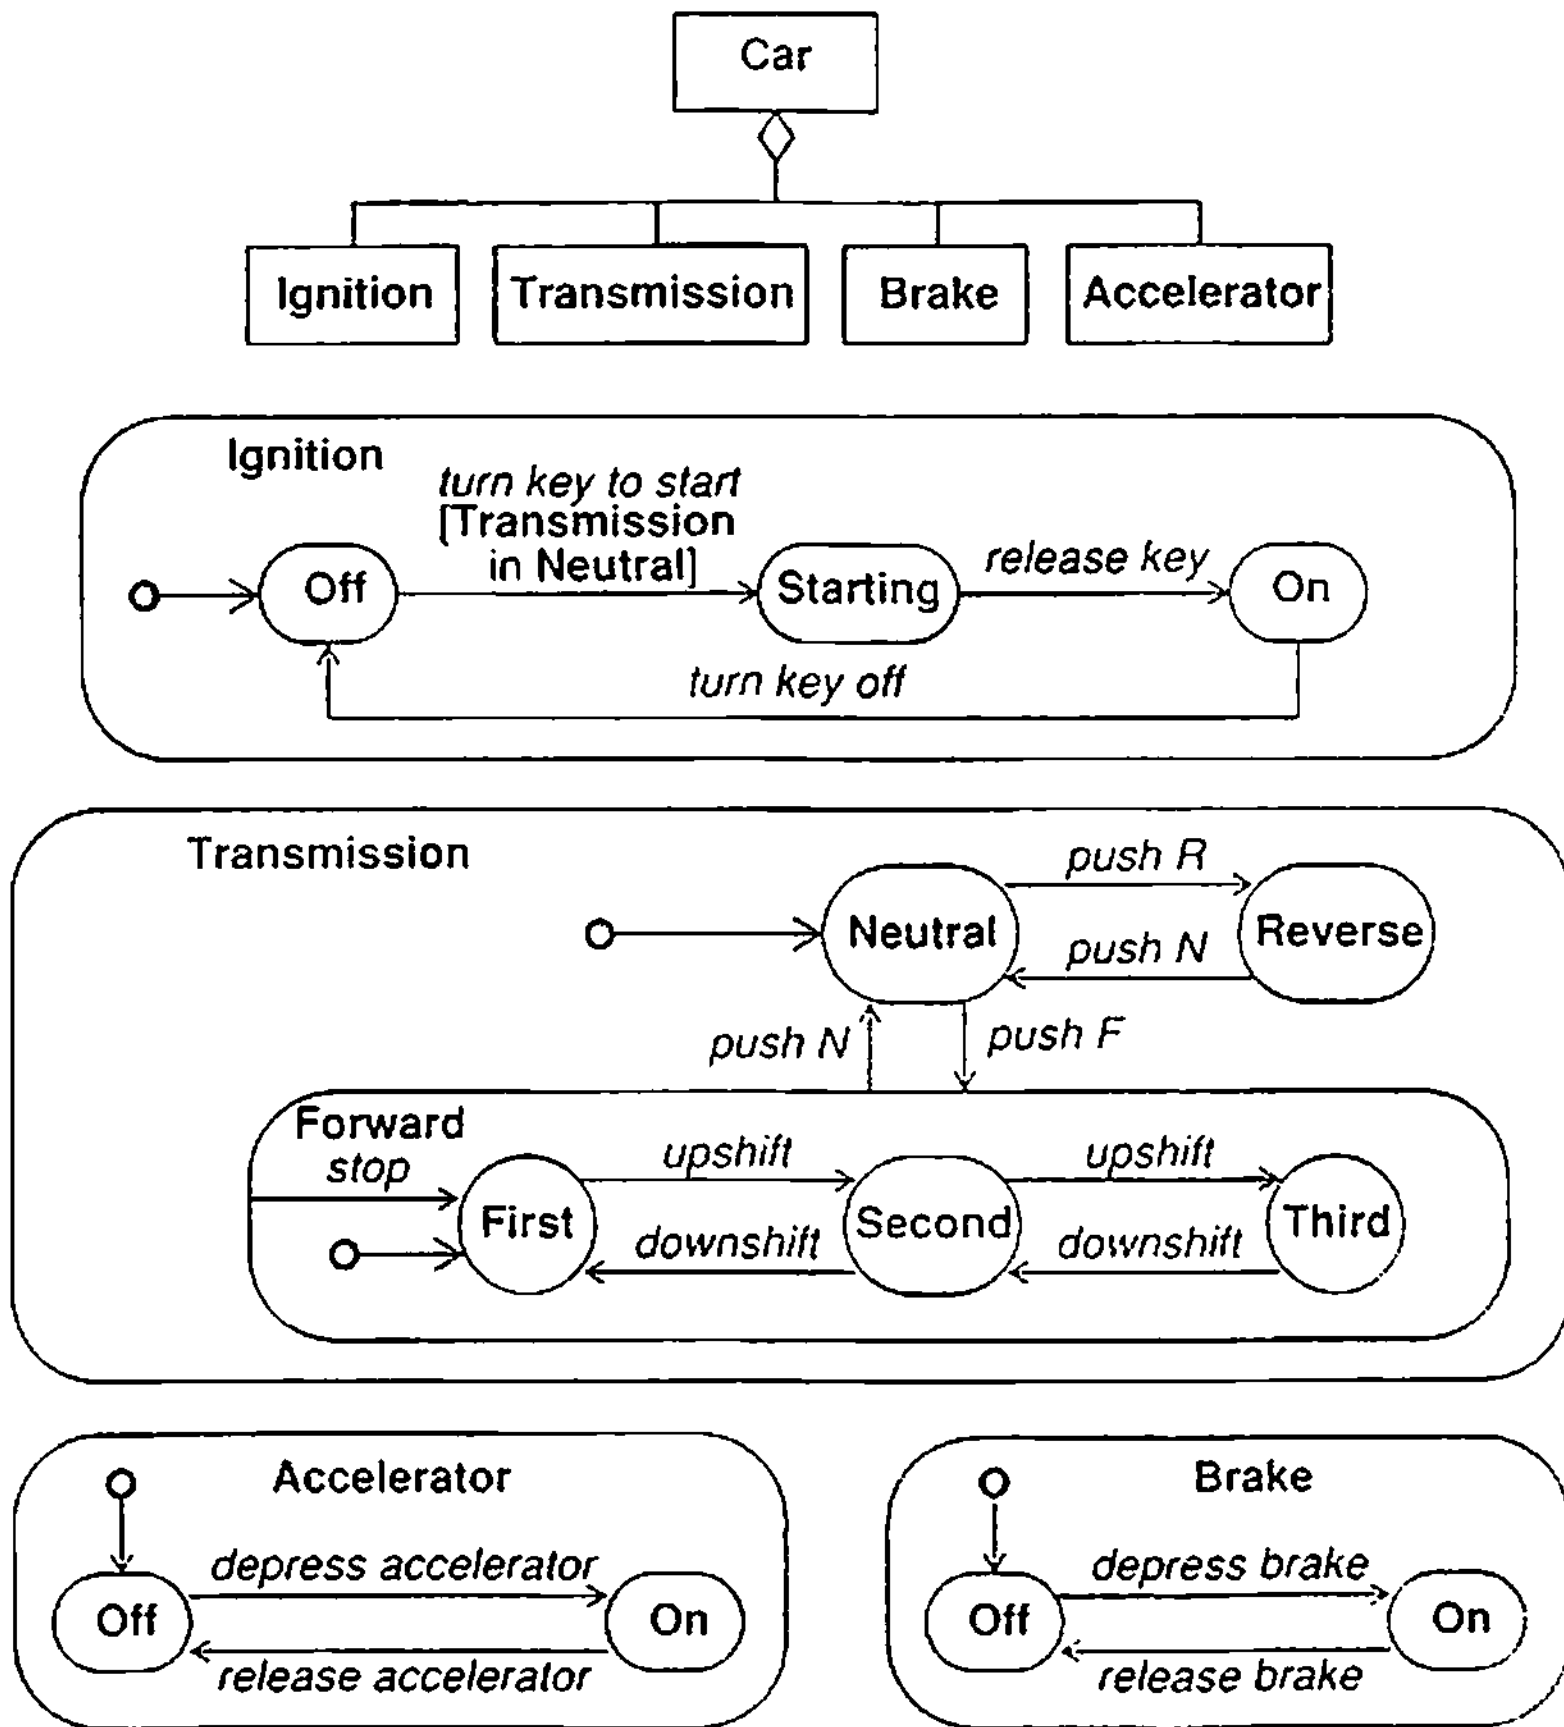 Car
Ignition
Transmission
Brake
Accelerator
Ignition
turn key to start
[Transmission
in Neutral]
Off
Starting
release key
On
turn key off
Transmission
push R
Neutral
Reverse
push N
push N
push F
Forward
stop
upshift
upshift
First
Second
Third
downshift
downshift
Accelerator
depress accelerator
Off
On
release accelerator
Brake
depress brake
Off
On
release brake